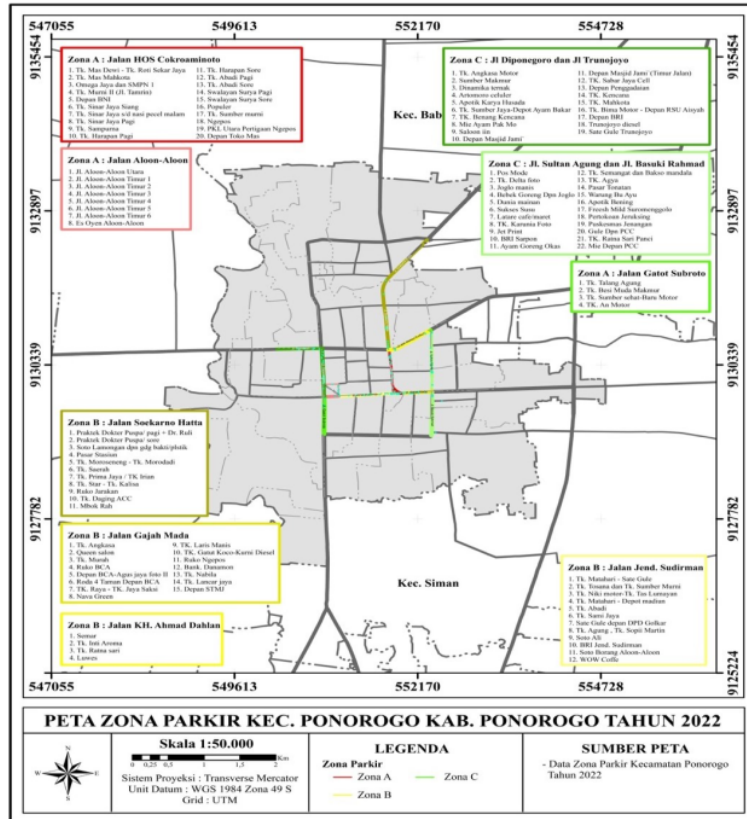 547055 549613 552170 554728
9135454
9132897
9130339
9127782
9135454
9132897
9130339
9127782
9125224
Zona A : Jalan HOS Cokroaminoto
1. Tk. Mas Dewi - Tk. Roti Sekar Jaya
2. Tk. Mas Mahkota
3. Omega Jaya dan SMPN 1
4. Tk. Murni II (Jl. Tamrin)
5. Depan BNI
6. Tk. Sinar Jaya Siang
7. Tk. Sinar Jaya s/d nasi pecel malam
8. Tk. Sinar Jaya Pagi
9. Tk. Sampurna
10. Tk. Harapan Pagi
11. Tk. Harapan Sore
12. Tk. Abadi Pagi
13. Tk. Abadi Sore
14. Swalayan Surya Pagi
15. Swalayan Surya Sore
16. Populer
17. Tk. Sumber mursi
18. Ngepos
19. PKL Utara Pertigaan Ngepos
20. Depan Toko Mas
Zona A : Jalan Aloon-Aloon
1. Jl. Aloon-Aloon Utara
2. Jl. Aloon-Aloon Timur 1
3. Jl. Aloon-Aloon Timur 2
4. Jl. Aloon-Aloon Timur 3
5. Jl. Aloon-Aloon Timur 4
6. Jl. Aloon-Aloon Timur 5
7. Jl. Aloon-Aloon Timur 6
8. Es Oyen Aloon-Aloon
Kec. Bab
Zona C : Jl Diponegoro dan Jl Trunojoyo
1. Tk. Angkasa Motor
2. Sumber Makmur
3. Dinamika ternak
4. Artomoro celuler
5. Apotik Karya Husada
6. Tk. Sumber Jaya-Depot Ayam Bakar
7. TK. Benang Kencana
8. Mie Ayam Pak Mo
9. Saloon iin
10. Depan Masjid Jami'
11. Depan Masjid Jami' (Timur Jalan)
12. TK. Sabar Jaya Cell
13. Depan Penggadaian
14. TK. Kencana
15. TK. Mahkota
16. Tk. Bima Motor - Depan RSU Aisyah
17. Depan BRI
18. Trunojoyo diesel
19. Sate Gule Trunojoyo
Zona C : Jl. Sultan Agung dan Jl. Basuki Rahmad
1. Pos Mode
2. Tk. Delta foto
3. Joglo manis
4. Bebek Goreng Dpn Joglo
5. Dunia mainan
6. Sukses Susu
7. Latare cafe/maret
8. TK. Karunia Foto
9. Jet Print
10. BRI Sarpon
11. Ayam Goreng Okas
12. Tk. Semangat dan Bakso mandala
13. TK. Agya
14. Pasar Tonatan
15. Warung Bu Ayu
16. Apotik Bening
17. Freesh Mild Suromenggolo
18. Pertokoan Jeruksing
19. Puskesmas Jenangan
20. Gule Dpn PCC
21. TK. Ratna Sari Panci
22. Mie Depan PCC
Zona A : Jalan Gatot Subroto
1. Tk. Talang Agung
2. Tk. Besi Muda Makmur
3. Tk. Sumber sehat-Baru Motor
4. TK. An Motor
Zona B : Jalan Soekarno Hatta
1. Praktek Dokter Puspa/ pagi + Dr. Ruli
2. Praktek Dokter Puspa/ sore
3. Soto Lamongan dpn gdg bakti/plstik
4. Pasar Stasiun
5. Tk. Moroseneng - Tk. Morodadi
6. Tk. Saerah
7. Tk. Prima Jaya / TK Irian
8. Tk. Star - Tk. Kalisa
9. Ruko Jarakan
10. Tk. Daging ACC
11. Mbok Rah
Zona B : Jalan Gajah Mada
1. Tk. Angkasa
2. Queen salon
3. Tk. Murah
4. Ruko BCA
5. Depan BCA-Agus jaya foto II
6. Roda 4 Taman Depan BCA
7. TK. Raya - TK. Jaya Saksi
8. Nava Green
9. TK. Laris Manis
10. TK. Gatut Koco-Kurni Diesel
11. Ruko Ngepos
12. Bank. Danamon
13. Tk. Nabila
14. Tk. Lancar jaya
15. Depan STMJ
Zona B : Jalan KH. Ahmad Dahlan
1. Semar
2. Tk. Inti Aroma
3. Tk. Ratna sari
4. Luwes
Kec. Siman
Zona B : Jalan Jend. Sudirman
1. Tk. Matahari - Sate Gule
2. Tk. Tosana dan Tk. Sumber Murni
3. Tk. Niki motor-Tk. Tas Lumayan
4. Tk. Matahari - Depot madiun
5. Tk. Abadi
6. Tk. Sami Jaya
7. Sate Gule depan DPD Golkar
8. Tk. Agung , Tk. Sopii Martin
9. Soto Ali
10. BRI Jend. Sudirman
11. Soto Borang Aloon-Aloon
12. WOW Coffe
547055 549613 552170 554728
PETA ZONA PARKIR KEC. PONOROGO KAB. PONOROGO TAHUN 2022
N
W E
S
Skala 1:50.000
0 0,25 0,5 1 1,5 2
Km
Sistem Proyeksi : Transverse Mercator
Unit Datum : WGS 1984 Zona 49 S
Grid : UTM
LEGENDA
Zona Parkir
Zona A
Zona B
Zona C
SUMBER PETA
- Data Zona Parkir Kecamatan Ponorogo
Tahun 2022